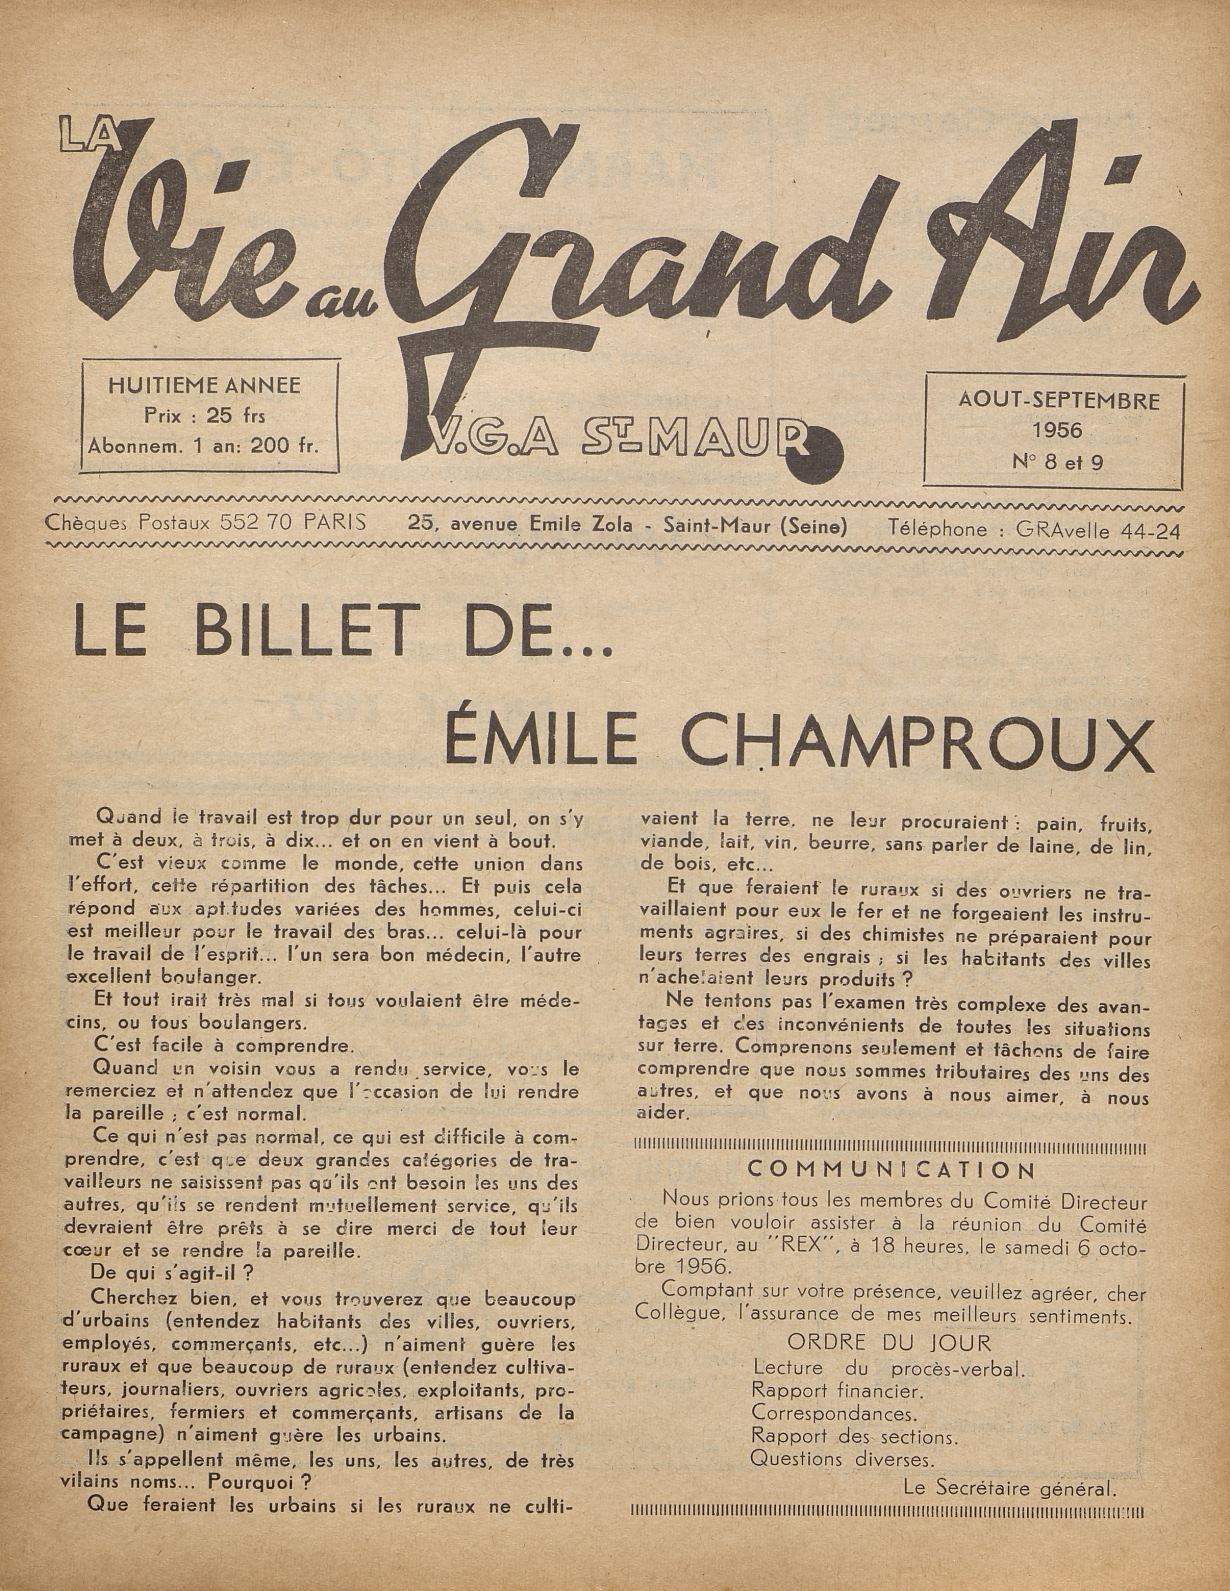 LA Vie au Grand Air
V.G.A ST-MAUR
HUITIEME ANNEE
Prix : 25 frs
Abonnem. 1 an: 200 fr.
AOUT-SEPTEMBRE
1956
N° 8 et 9
Chèques Postaux 552 70 PARIS 25, avenue Emile Zola - Saint-Maur (Seine) Téléphone : GRAvelle 44-24
LE BILLET DE...
ÉMILE CHAMPROUX
Quand le travail est trop dur pour un seul, on s'y
met à deux, à trois, à dix... et on en vient à bout.
C'est vieux comme le monde, cette union dans
l'effort, cette répartition des tâches... Et puis cela
répond aux apt.tudes variées des hommes, celui-ci
est meilleur pour le travail des bras... celui-là pour
le travail de l'esprit... l'un sera bon médecin, l'autre
excellent boulanger.
Et tout irait très mal si tous voulaient être méde-
cins, ou tous boulangers.
C'est facile à comprendre.
Quand un voisin vous a rendu service, vous le
remerciez et n'attendez que l'occasion de lui rendre
la pareille ; c'est normal.
Ce qui n'est pas normal, ce qui est difficile à com-
prendre, c'est que deux grandes catégories de tra-
vailleurs ne saisissent pas qu'ils ont besoin les uns des
autres, qu'ils se rendent mutuellement service, qu'ils
devraient être prêts à se dire merci de tout leur
cœur et se rendre la pareille.
De qui s'agit-il ?
Cherchez bien, et vous trouverez que beaucoup
d'urbains (entendez habitants des villes, ouvriers,
employés, commerçants, etc...) n'aiment guère les
ruraux et que beaucoup de ruraux (entendez cultiva-
teurs, journaliers, ouvriers agricoles, exploitants, pro-
priétaires, fermiers et commerçants, artisans de la
campagne) n'aiment guère les urbains.
Ils s'appellent même, les uns, les autres, de très
vilains noms... Pourquoi ?
Que feraient les urbains si les ruraux ne culti-
vaient la terre, ne leur procuraient : pain, fruits,
viande, lait, vin, beurre, sans parler de laine, de lin,
de bois, etc...
Et que feraient le ruraux si des ouvriers ne tra-
vaillaient pour eux le fer et ne forgeaient les instru-
ments agraires, si des chimistes ne préparaient pour
leurs terres des engrais ; si les habitants des villes
n'achetaient leurs produits ?
Ne tentons pas l'examen très complexe des avan-
tages et des inconvénients de toutes les situations
sur terre. Comprenons seulement et tâchons de faire
comprendre que nous sommes tributaires des uns des
autres, et que nous avons à nous aimer, à nous
aider.
COMMUNICATION
Nous prions tous les membres du Comité Directeur
de bien vouloir assister à la réunion du Comité
Directeur, au "REX", à 18 heures, le samedi 6 octo-
bre 1956.
Comptant sur votre présence, veuillez agréer, cher
Collègue, l'assurance de mes meilleurs sentiments.
ORDRE DU JOUR
Lecture du procès-verbal.
Rapport financier.
Correspondances.
Rapport des sections.
Questions diverses.
Le Secrétaire général.